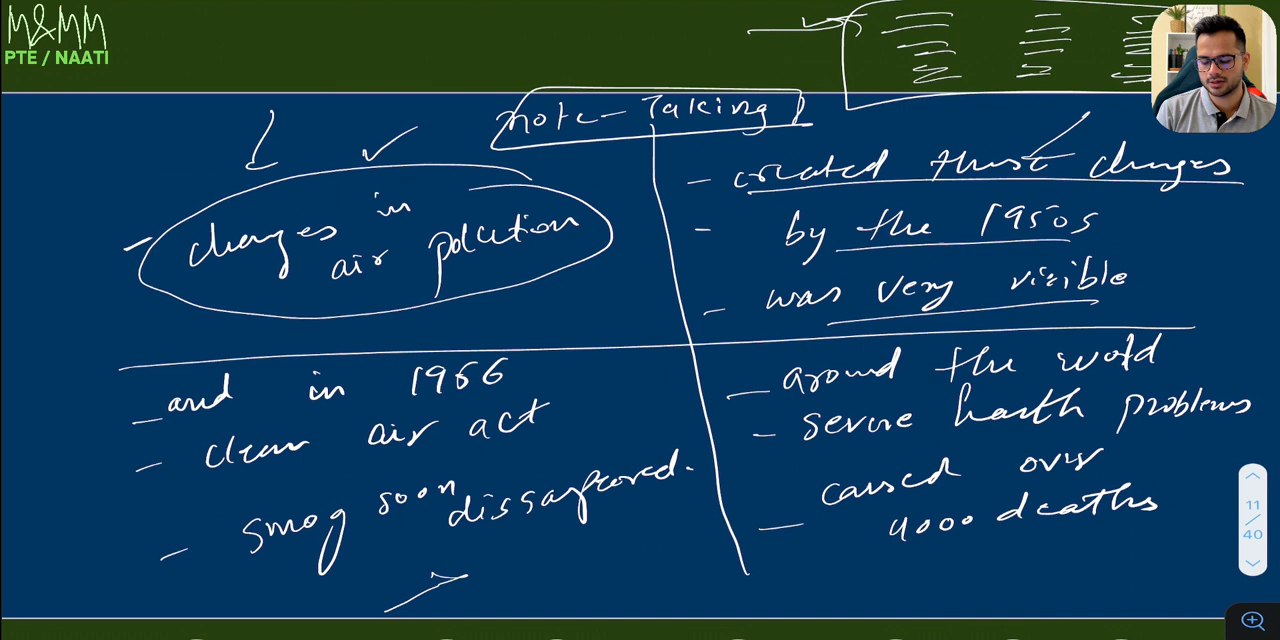 M&MM
PTE / NAATI
note-Taking
- changes in
air pollution
- created these changes
- by the 1950s
- was very visible
- and in 1956
- clean air act
- smog soon dissappeared.
- around the world
- severe health problems
- caused over
4000 deaths
11
/
40